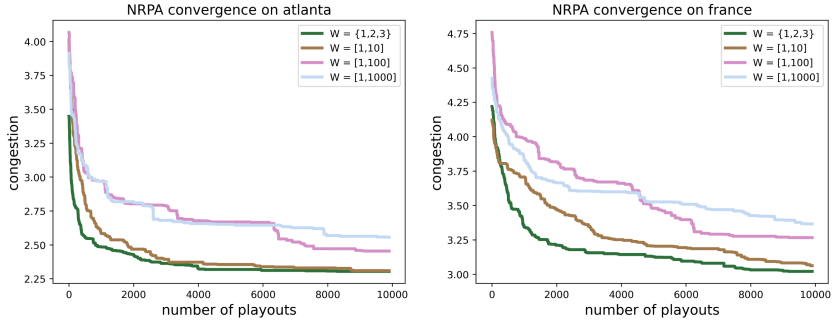 NRPA convergence on atlanta
congestion
4.00
3.75
3.50
3.25
3.00
2.75
2.50
2.25
W = {1,2,3}
W = [1,10]
W = [1,100]
W = [1,1000]
0 2000 4000 6000 8000 10000
number of playouts
NRPA convergence on france
congestion
4.75
4.50
4.25
4.00
3.75
3.50
3.25
3.00
W = {1,2,3}
W = [1,10]
W = [1,100]
W = [1,1000]
0 2000 4000 6000 8000 10000
number of playouts